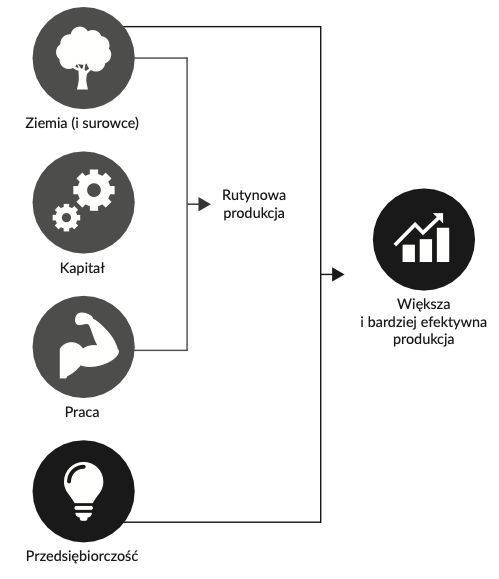 Ziemia (i surowce)
Kapitał
Praca
Przedsiębiorczość
Rutynowa
produkcja
Większa
i bardziej efektywna
produkcja